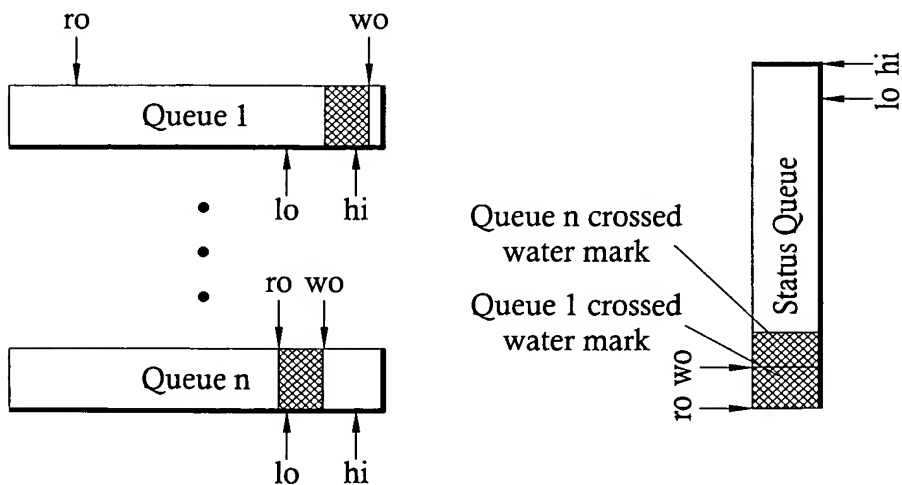 ro
wo
Queue 1
lo
hi
ro wo
Queue n
lo
hi
lo hi
Status Queue
Queue n crossed
water mark
Queue 1 crossed
water mark
ro wo